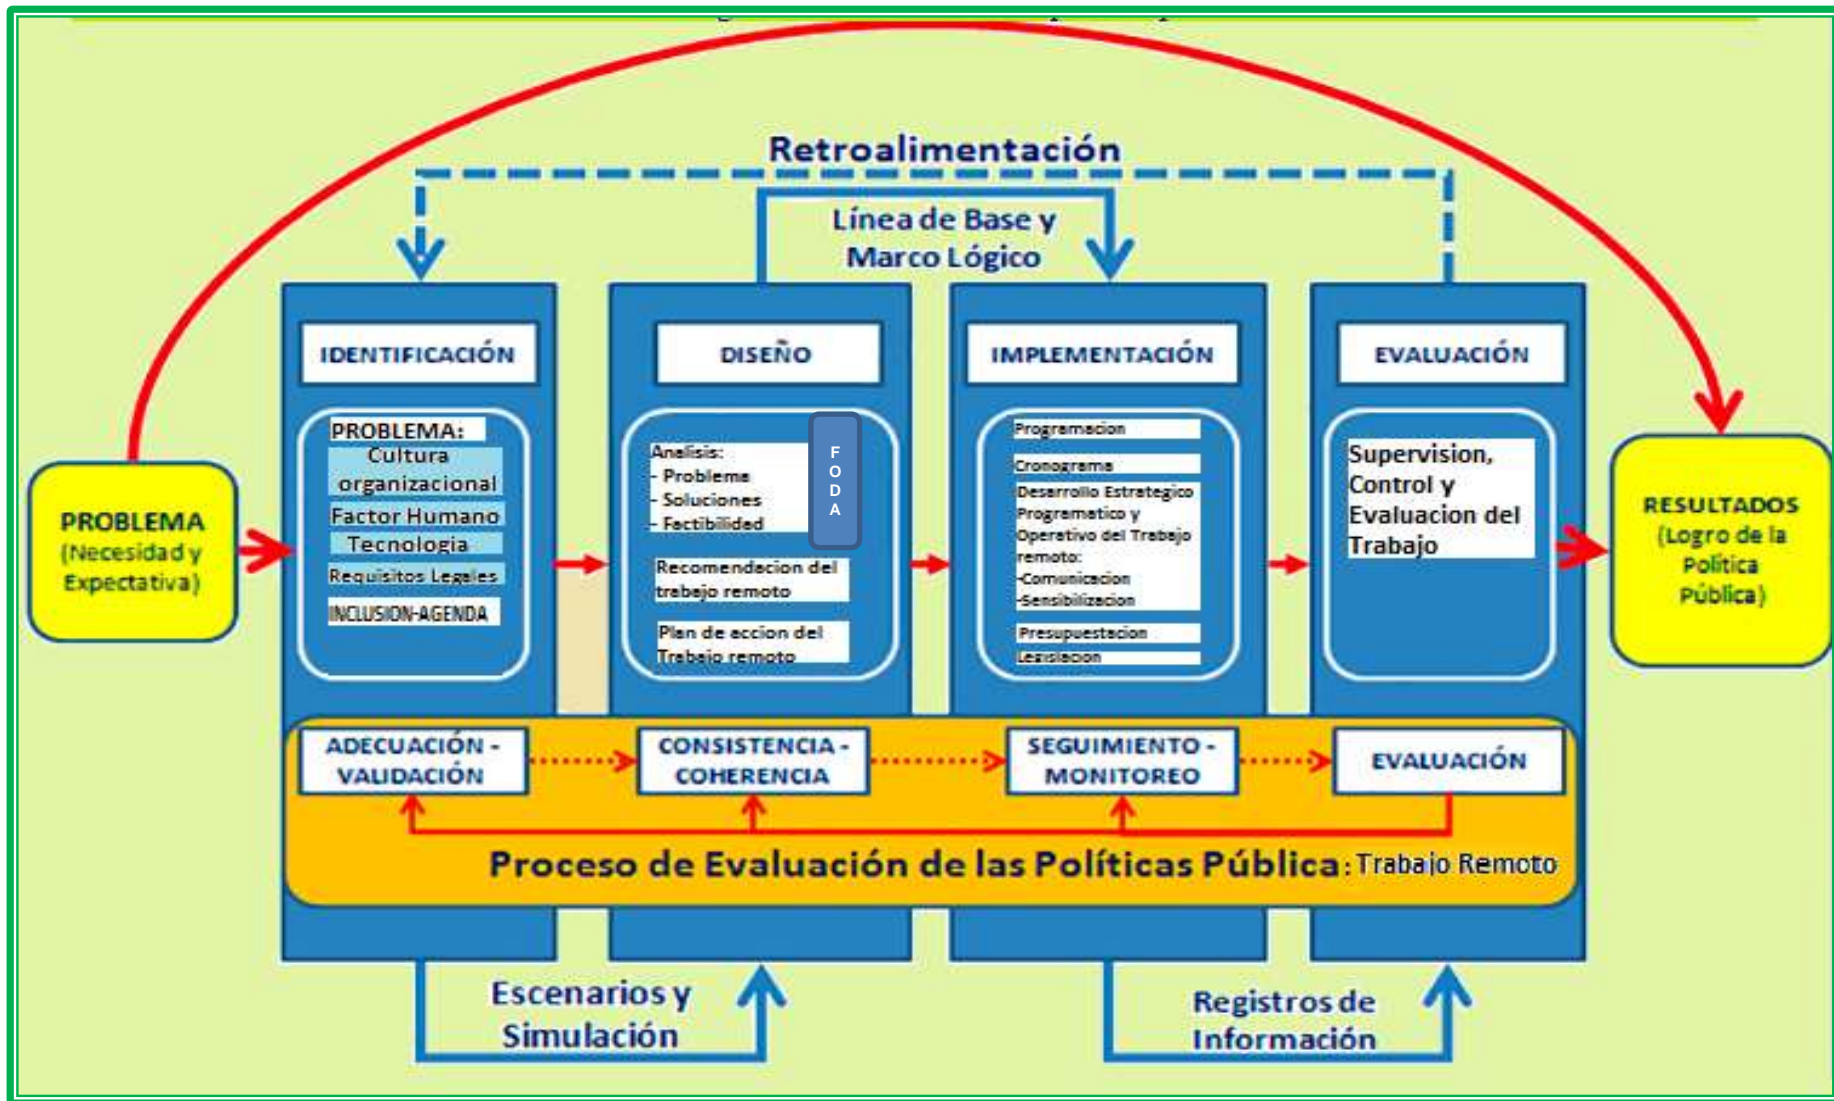 Retroalimentación
Línea de Base y
Marco Lógico
PROBLEMA
(Necesidad y
Expectativa)
IDENTIFICACIÓN
PROBLEMA:
Cultura
organizacional
Factor Humano
Tecnologia
Requisitos Legales
INCLUSION-AGENDA
DISEÑO
Analisis:
- Problema
- Soluciones
- Factibilidad
F
O
D
A
Recomendacion del
trabajo remoto
Plan de accion del
Trabajo remoto
IMPLEMENTACIÓN
Programacion
Cronograma
Desarrollo Estrategico
Programatico y
Operativo del Trabajo
remoto:
-Comunicacion
-Sensibilizacion
Presupuestacion
Legislacion
EVALUACIÓN
Supervision,
Control y
Evaluacion del
Trabajo
RESULTADOS
(Logro de la
Política
Pública)
ADECUACIÓN -
VALIDACIÓN
CONSISTENCIA -
COHERENCIA
SEGUIMIENTO -
MONITOREO
EVALUACIÓN
Proceso de Evaluación de las Políticas Pública: Trabajo Remoto
Escenarios y
Simulación
Registros de
Información